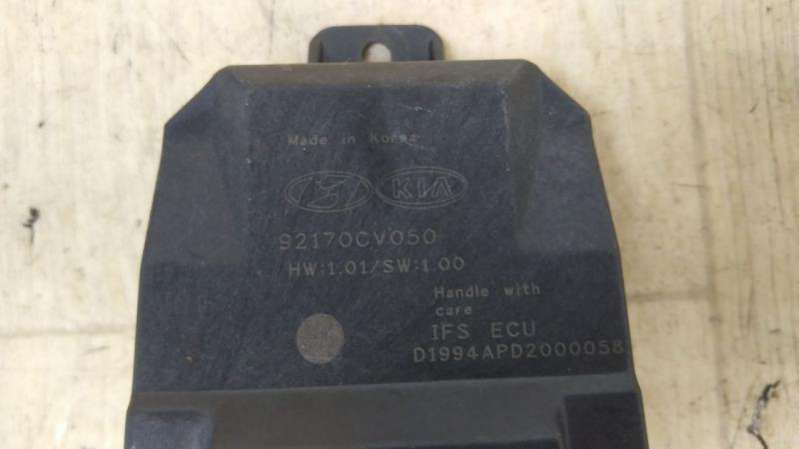 Made in Korea
KIA
92170CV050
HW:1.01/SW:1.00
Handle with
care
IFS ECU
D1994APD2000058